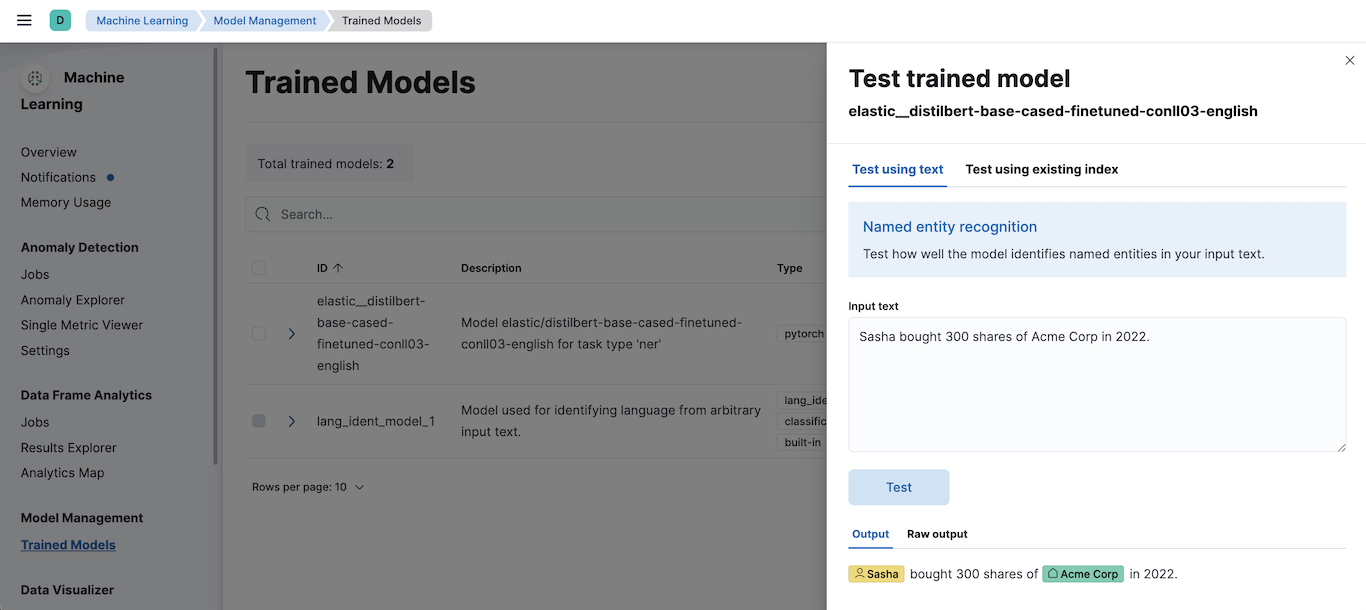 D
Machine Learning
Model Management
Trained Models
Machine
Learning
Overview
Notifications
Memory Usage
Anomaly Detection
Jobs
Anomaly Explorer
Single Metric Viewer
Settings
Data Frame Analytics
Jobs
Results Explorer
Analytics Map
Model Management
Trained Models
Data Visualizer
Trained Models
Total trained models: 2
Search...
ID
Description
Type
elastic__distilbert-
base-cased-
finetuned-conll03-
english
Model elastic/distilbert-base-cased-finetuned-
conll03-english for task type 'ner'
pytorch
lang_ident_model_1
Model used for identifying language from arbitrary
input text.
lang_ide
classific
built-in
Rows per page: 10
Test trained model
elastic__distilbert-base-cased-finetuned-conll03-english
Test using text
Test using existing index
Named entity recognition
Test how well the model identifies named entities in your input text.
Input text
Sasha bought 300 shares of Acme Corp in 2022.
Test
Output
Raw output
Sasha bought 300 shares of Acme Corp in 2022.